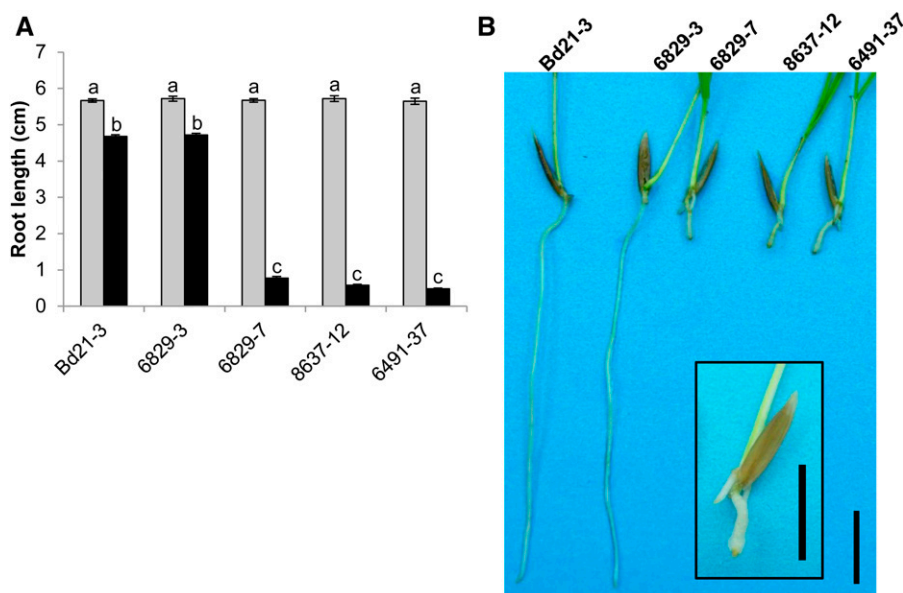 A
Root length (cm)
7
6
5
4
3
2
1
0
a
b
a
b
a
c
a
c
a
c
Bd21-3
6829-3
6829-7
8637-12
6491-37
B
Bd21-3
6829-3
6829-7
8637-12
6491-37